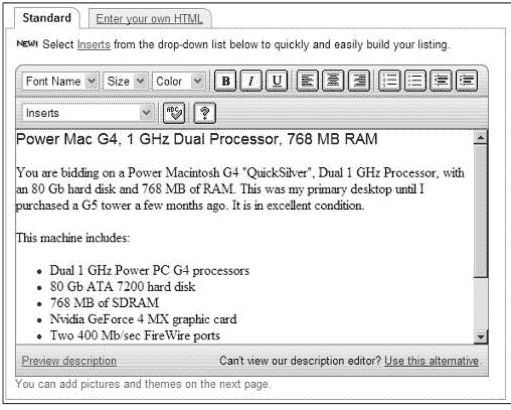 Standard
Enter your own HTML
NEW! Select Inserts from the drop-down list below to quickly and easily build your listing.
Font Name Size Color B I U
Inserts ABC ?
Power Mac G4, 1 GHz Dual Processor, 768 MB RAM
You are bidding on a Power Macintosh G4 "QuickSilver", Dual 1 GHz Processor, with
an 80 Gb hard disk and 768 MB of RAM. This was my primary desktop until I
purchased a G5 tower a few months ago. It is in excellent condition.
This machine includes:
• Dual 1 GHz Power PC G4 processors
• 80 Gb ATA 7200 hard disk
• 768 MB of SDRAM
• Nvidia GeForce 4 MX graphic card
• Two 400 Mb/sec FireWire ports
Preview description Can't view our description editor? Use this alternative.
You can add pictures and themes on the next page.